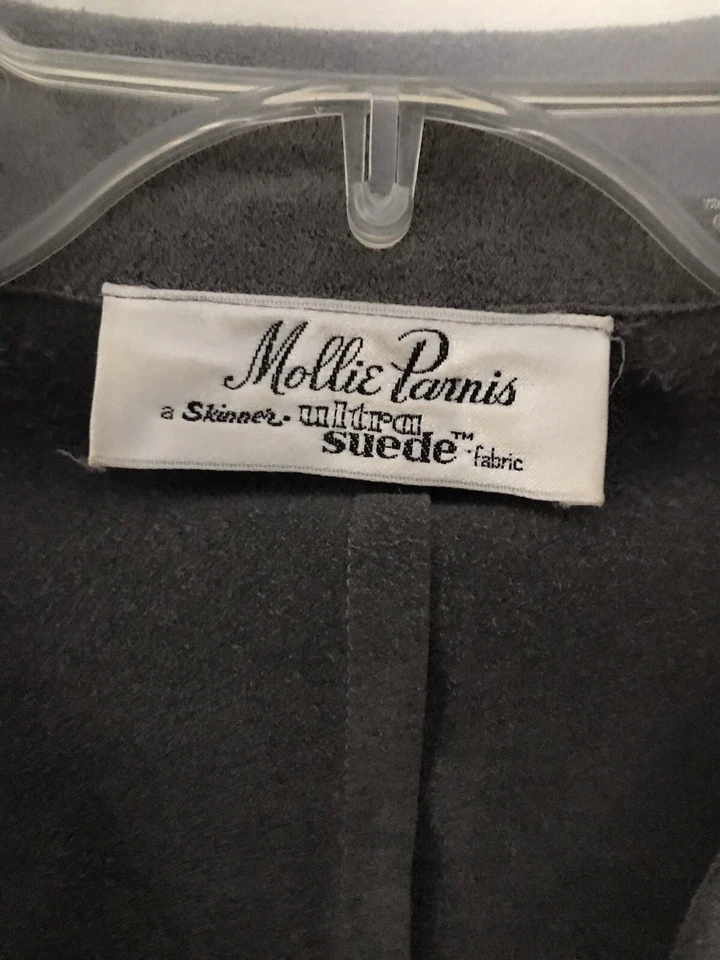 Mollie Parnis
a Skinner. ultra
suede™ fabric